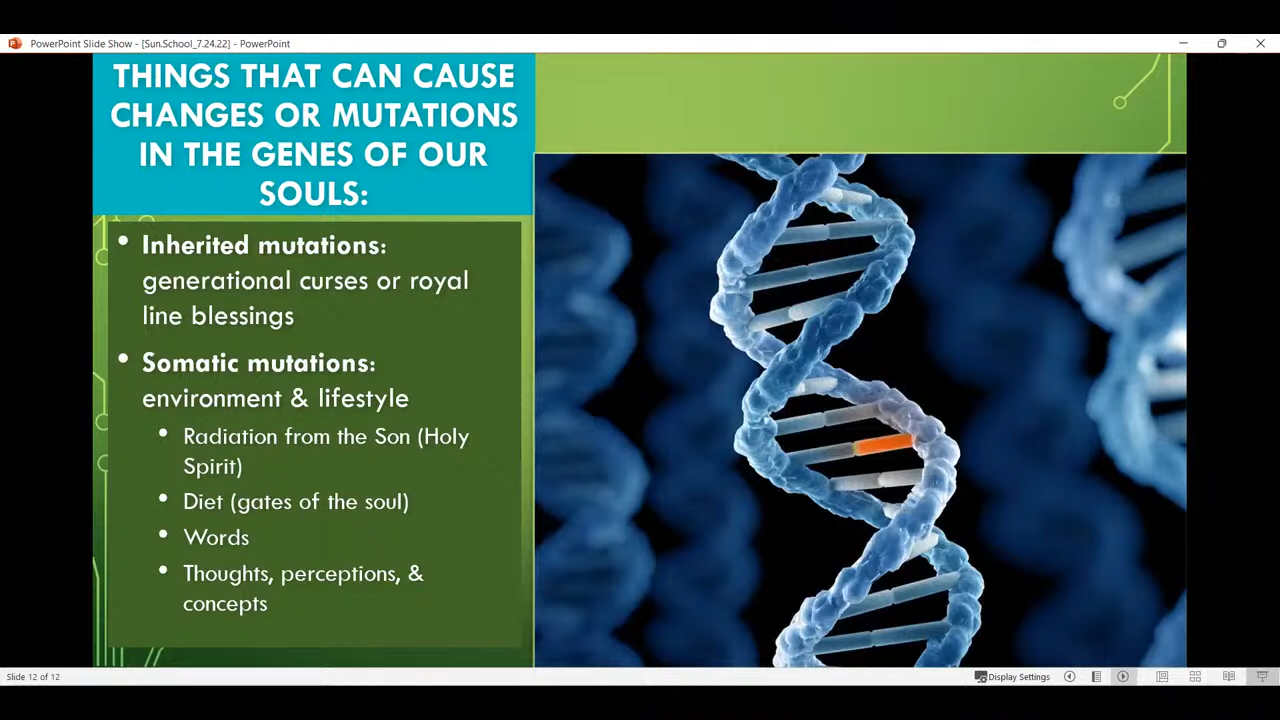 PowerPoint Slide Show - [Sun.School_7.24.22] - PowerPoint
THINGS THAT CAN CAUSE
CHANGES OR MUTATIONS
IN THE GENES OF OUR
SOULS:
• Inherited mutations:
generational curses or royal
line blessings
• Somatic mutations:
environment & lifestyle
• Radiation from the Son (Holy
Spirit)
• Diet (gates of the soul)
• Words
• Thoughts, perceptions, &
concepts
Slide 12 of 12
Display Settings